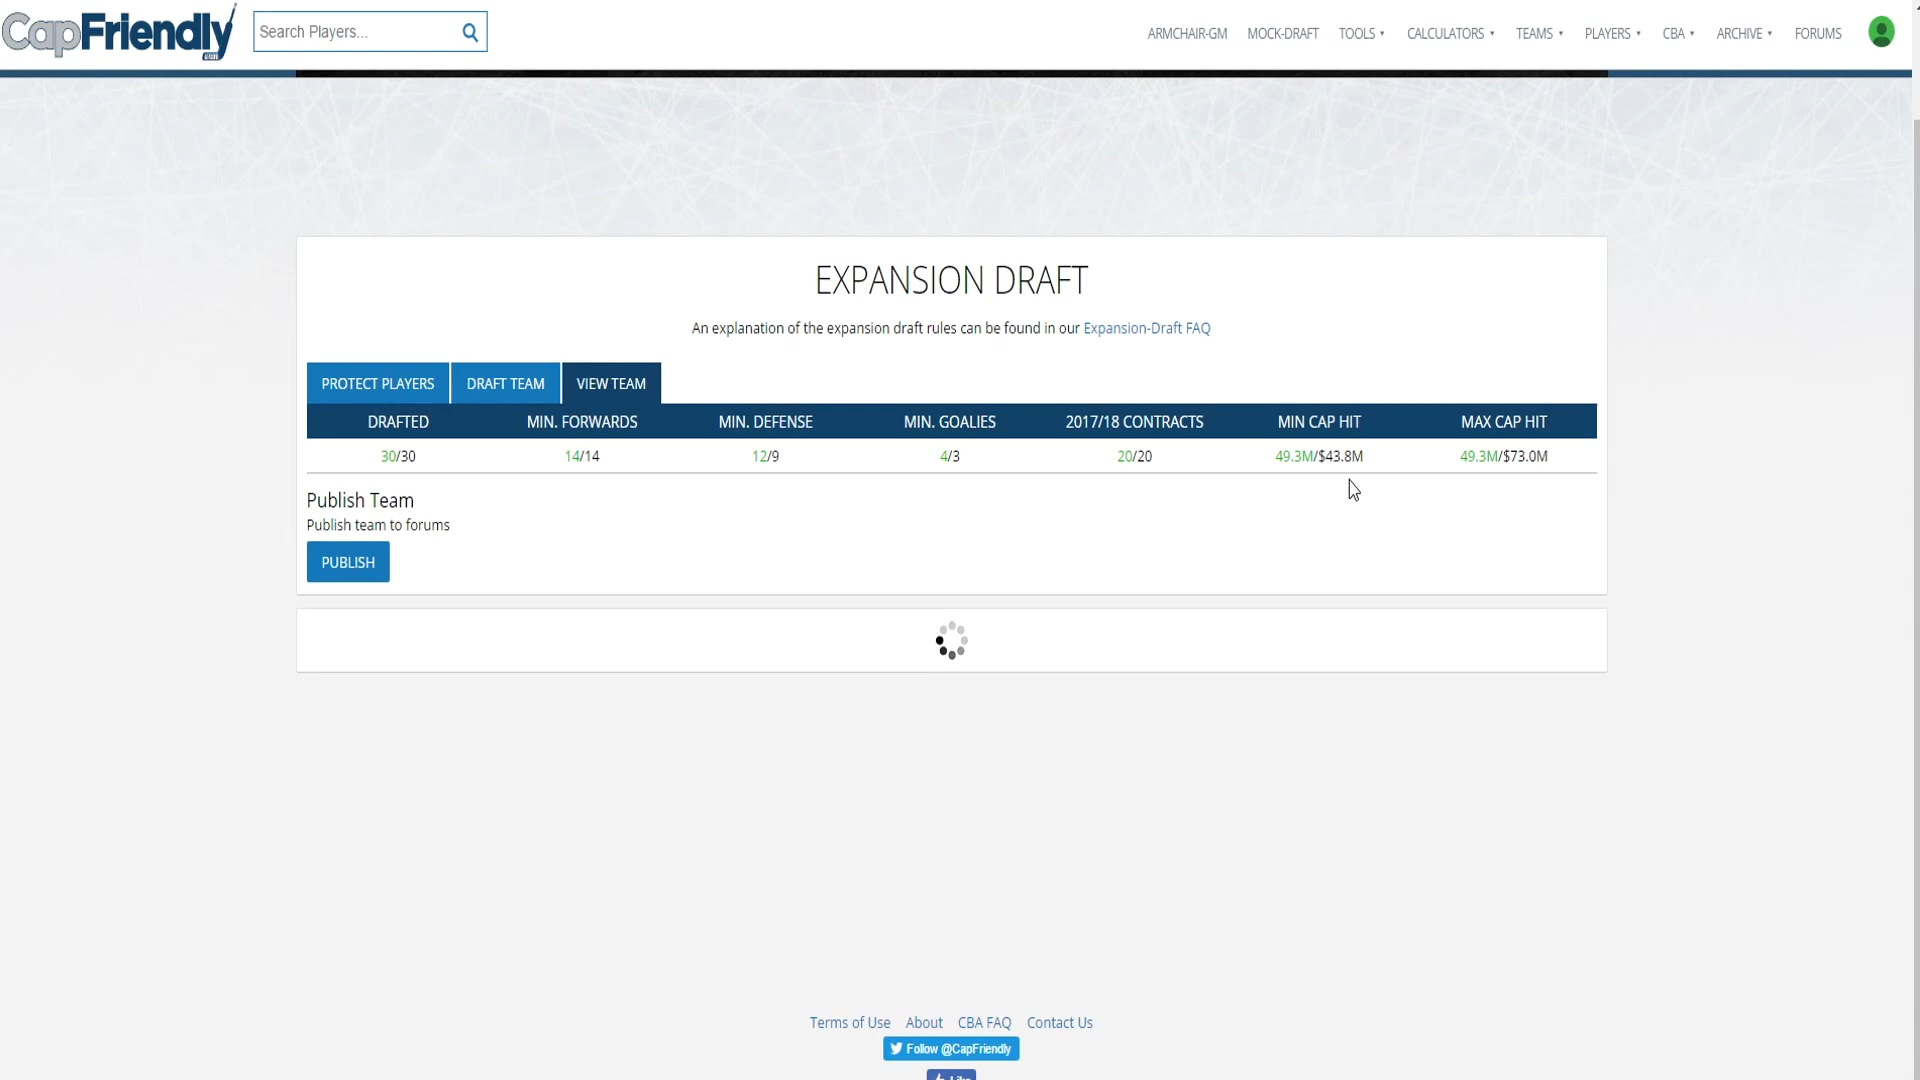 CapFriendly
Search Players...
ARMCHAIR-GM MOCK-DRAFT TOOLS ▾ CALCULATORS ▾ TEAMS ▾ PLAYERS ▾ CBA ▾ ARCHIVE ▾ FORUMS
EXPANSION DRAFT
An explanation of the expansion draft rules can be found in our Expansion-Draft FAQ
PROTECT PLAYERS DRAFT TEAM VIEW TEAM
DRAFTED MIN. FORWARDS MIN. DEFENSE MIN. GOALIES 2017/18 CONTRACTS MIN CAP HIT MAX CAP HIT
30/30 14/14 12/9 4/3 20/20 49.3M/$43.8M 49.3M/$73.0M
Publish Team
Publish team to forums
PUBLISH
Terms of Use About CBA FAQ Contact Us
Follow @CapFriendly
Like